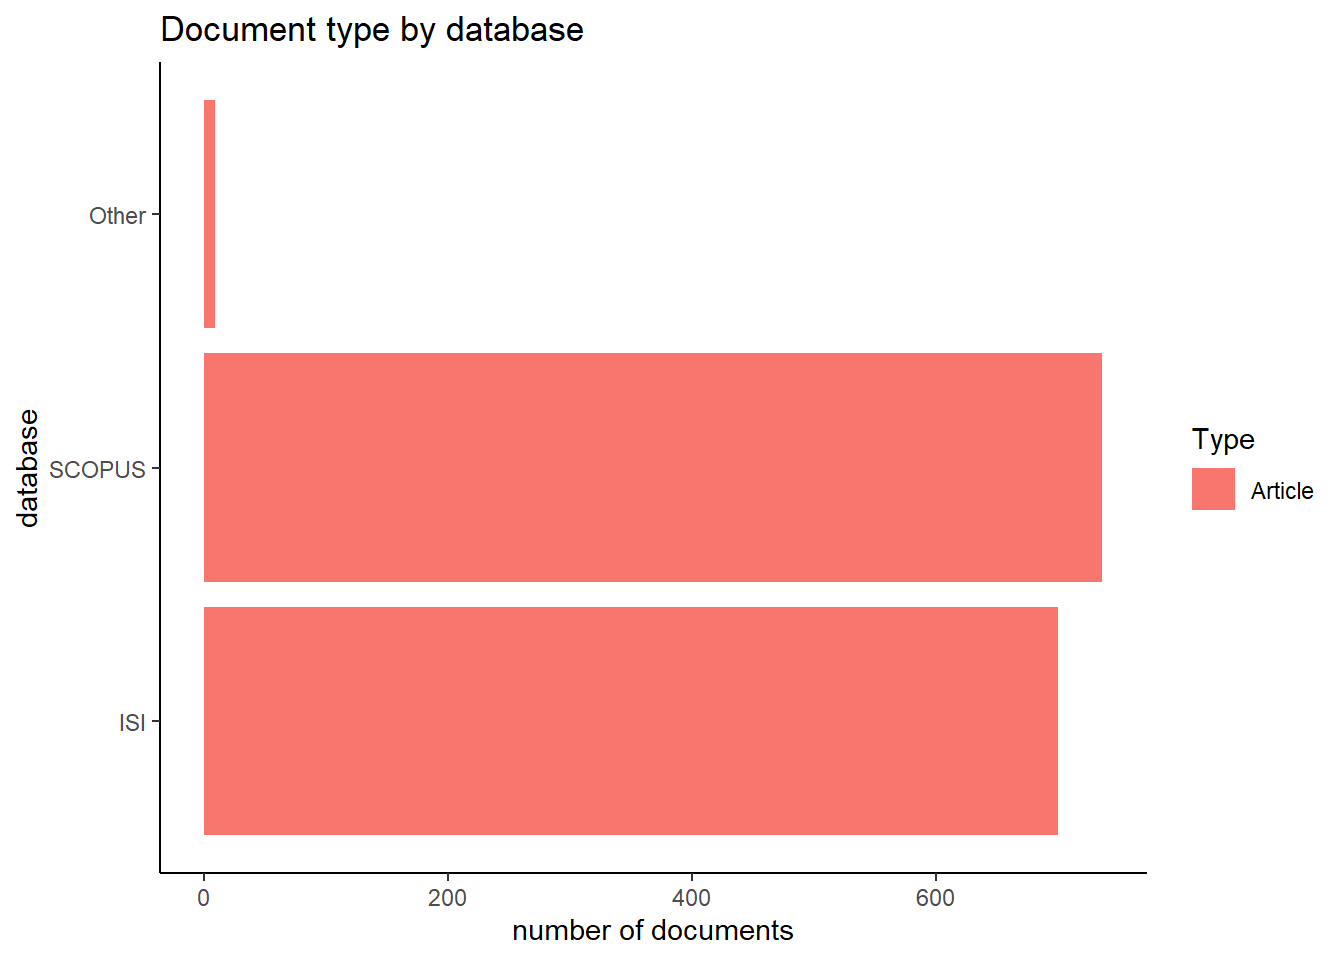 Document type by database
Other
SCOPUS
ISI
database
0 200 400 600
number of documents
Type
Article